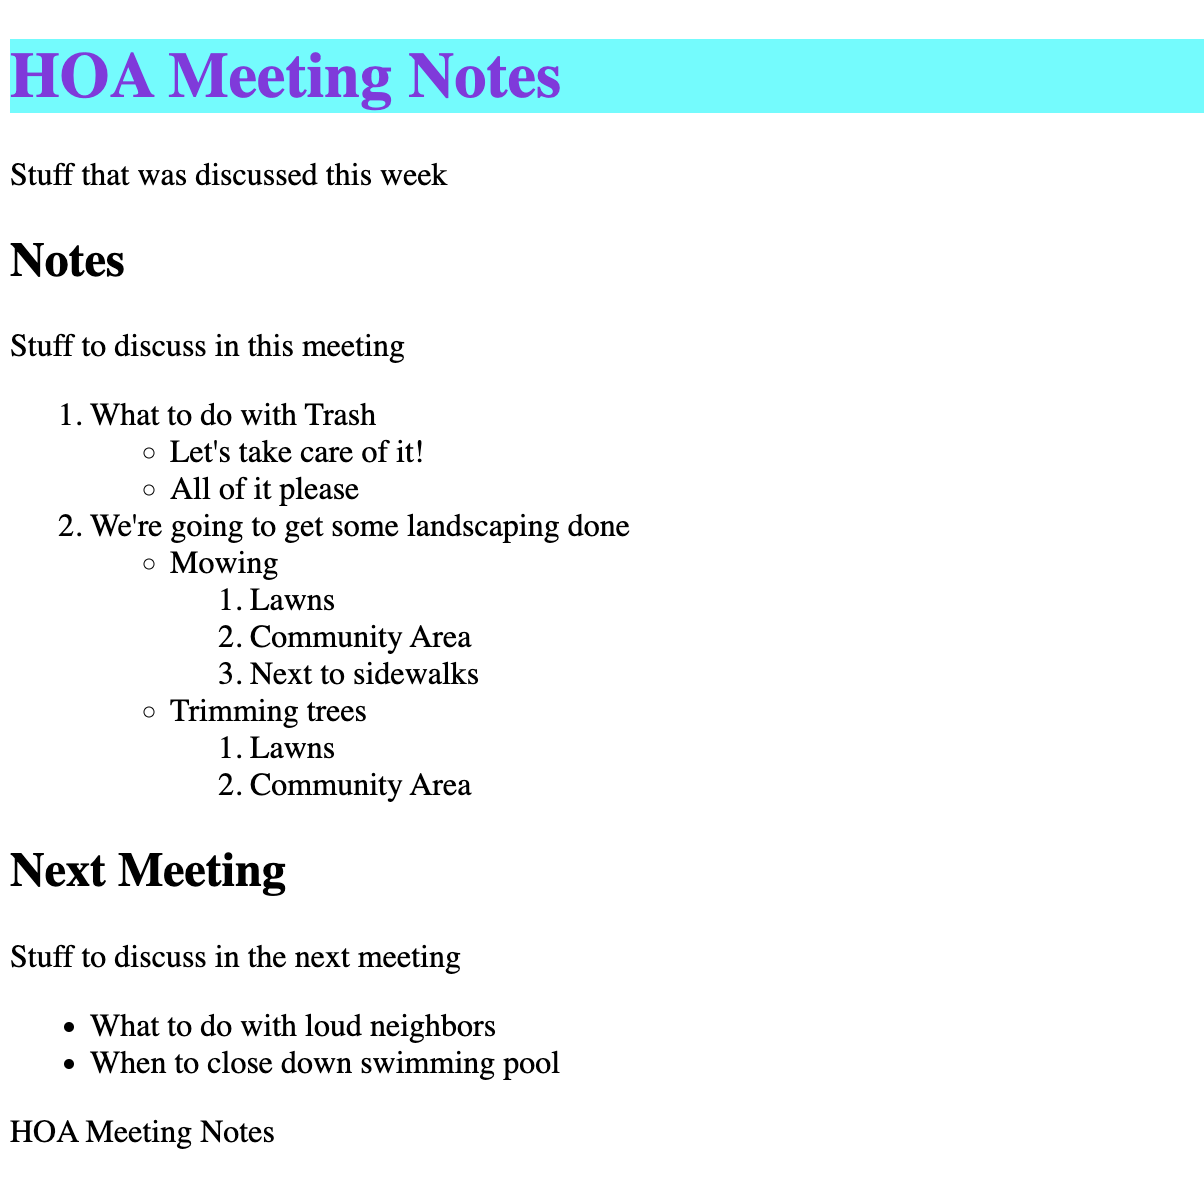 HOA Meeting Notes
Stuff that was discussed this week
Notes
Stuff to discuss in this meeting
1. What to do with Trash
◦ Let's take care of it!
◦ All of it please
2. We're going to get some landscaping done
◦ Mowing
1. Lawns
2. Community Area
3. Next to sidewalks
◦ Trimming trees
1. Lawns
2. Community Area
Next Meeting
Stuff to discuss in the next meeting
• What to do with loud neighbors
• When to close down swimming pool
HOA Meeting Notes